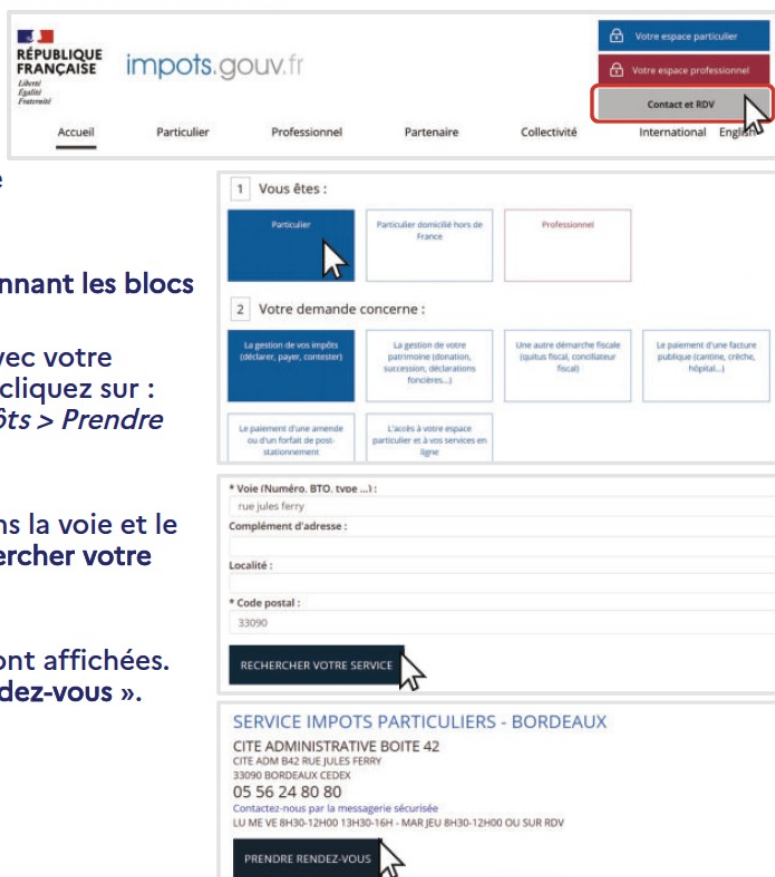 RÉPUBLIQUE
FRANÇAISE
Liberté
Égalité
Fraternité
impots.gouv.fr
Votre espace particulier
Votre espace professionnel
Contact et RDV
Accueil Particulier Professionnel Partenaire Collectivité International English
nnant les blocs
vec votre
cliquez sur :
ôts > Prendre
ns la voie et le
ercher votre
ont affichées.
dez-vous ».
1 Vous êtes :
Particulier
Particulier domicilié hors de
France
Professionnel
2 Votre demande concerne :
La gestion de vos impôts
(déclarer, payer, contester)
La gestion de votre
patrimoine (donation,
succession, déclarations
foncières...)
Une autre démarche fiscale
(quitus fiscal, conciliateur
fiscal)
Le paiement d'une facture
publique (cantine, crèche,
hôpital...)
Le paiement d'une amende
ou d'un forfait de post-
stationnement
L'accès à votre espace
particulier et à vos services en
ligne
* Voie (Numéro, BTQ, type ...) :
rue jules ferry
Complément d'adresse :
Localité :
* Code postal :
33090
RECHERCHER VOTRE SERVICE
SERVICE IMPOTS PARTICULIERS - BORDEAUX
CITE ADMINISTRATIVE BOITE 42
CITE ADM B42 RUE JULES FERRY
33090 BORDEAUX CEDEX
05 56 24 80 80
Contactez-nous par la messagerie sécurisée
LU ME VE 8H30-12H00 13H30-16H - MAR JEU 8H30-12H00 OU SUR RDV
PRENDRE RENDEZ-VOUS